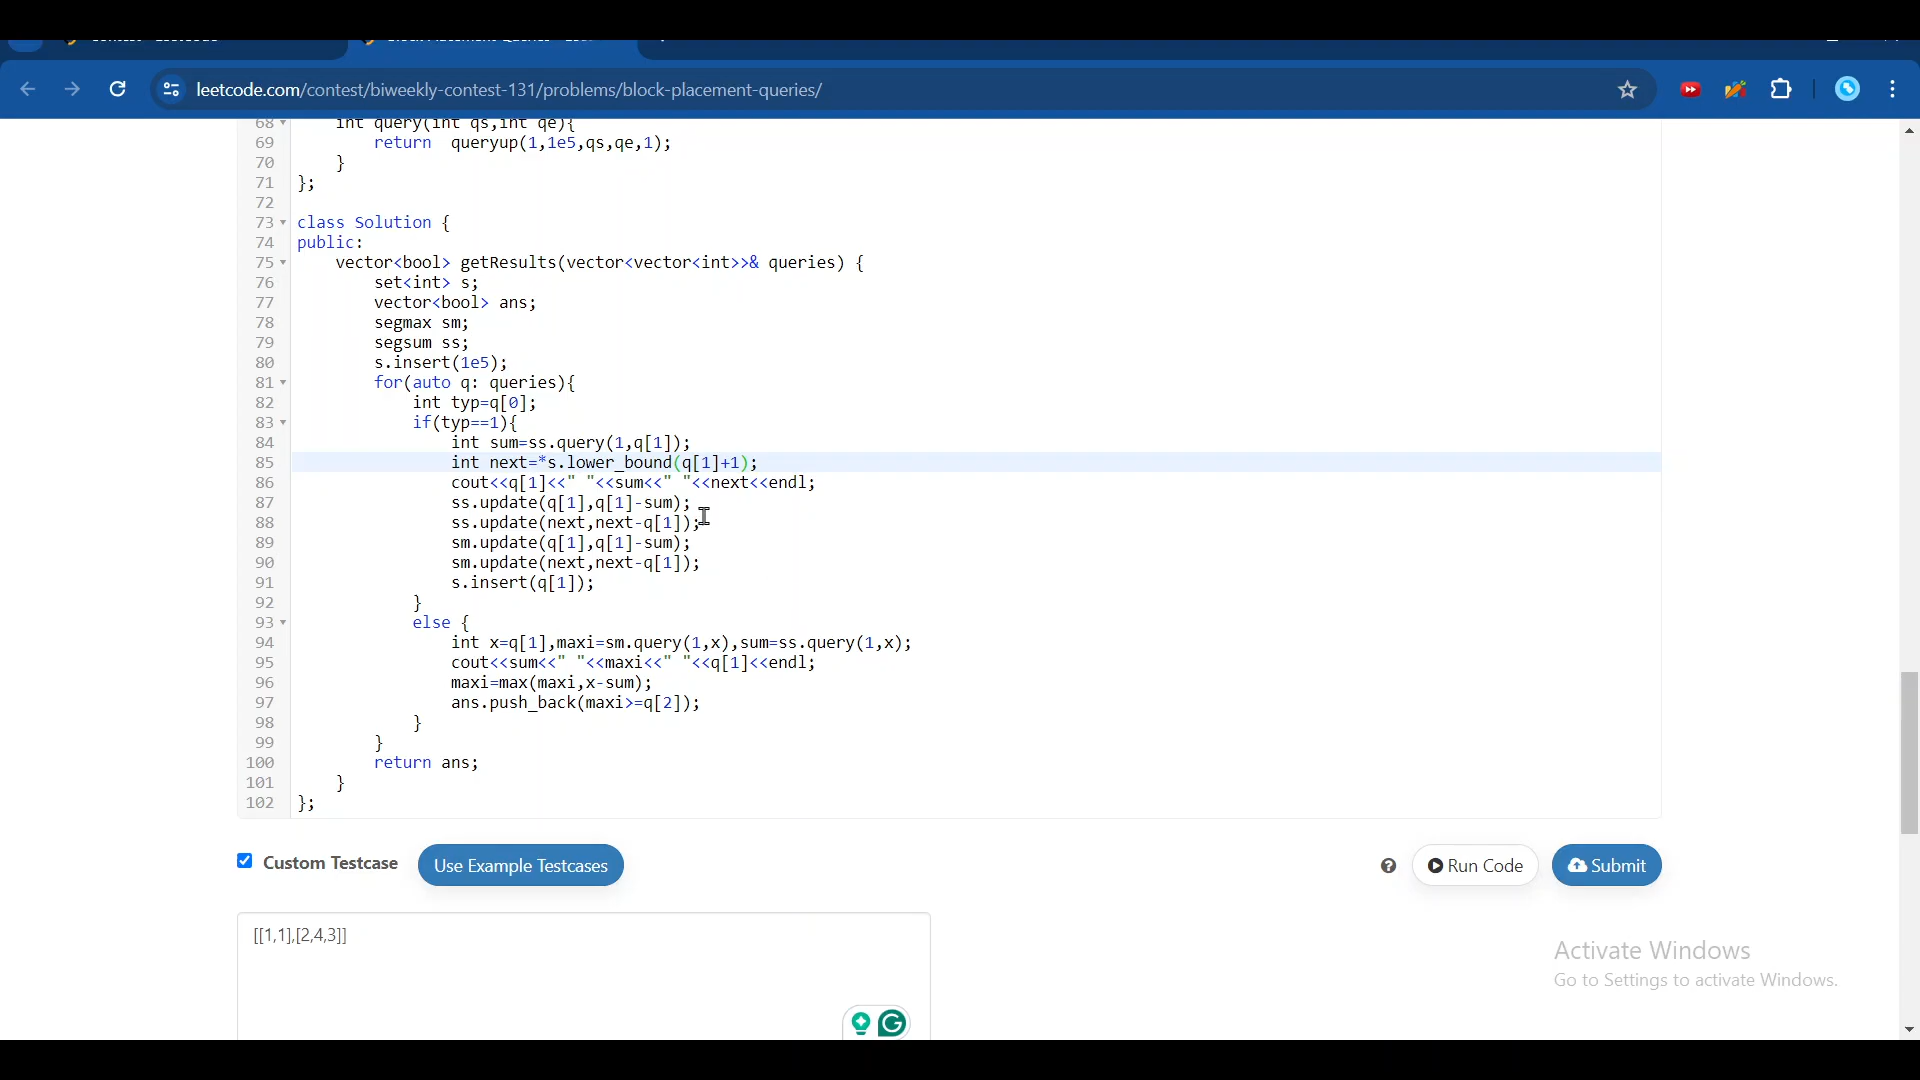 leetcode.com/contest/biweekly-contest-131/problems/block-placement-queries/
68 int query(int qs,int qe){
69 return queryup(1,1e5,qs,qe,1);
70 }
71 };
72
73 class Solution {
74 public:
75 vector<bool> getResults(vector<vector<int>>& queries) {
76 set<int> s;
77 vector<bool> ans;
78 segmax sm;
79 segsum ss;
80 s.insert(1e5);
81 for(auto q: queries){
82 int typ=q[0];
83 if(typ==1){
84 int sum=ss.query(1,q[1]);
85 int next=*s.lower_bound(q[1]+1);
86 cout<<q[1]<<" "<<sum<<" "<<next<<endl;
87 ss.update(q[1],q[1]-sum);
88 ss.update(next,next-q[1]);
89 sm.update(q[1],q[1]-sum);
90 sm.update(next,next-q[1]);
91 s.insert(q[1]);
92 }
93 else {
94 int x=q[1],maxi=sm.query(1,x),sum=ss.query(1,x);
95 cout<<sum<<" "<<maxi<<" "<<q[1]<<endl;
96 maxi=max(maxi,x-sum);
97 ans.push_back(maxi>=q[2]);
98 }
99 }
100 return ans;
101 }
102 };
Custom Testcase Use Example Testcases Run Code Submit
[[1,1],[2,4,3]]
Activate Windows
Go to Settings to activate Windows.